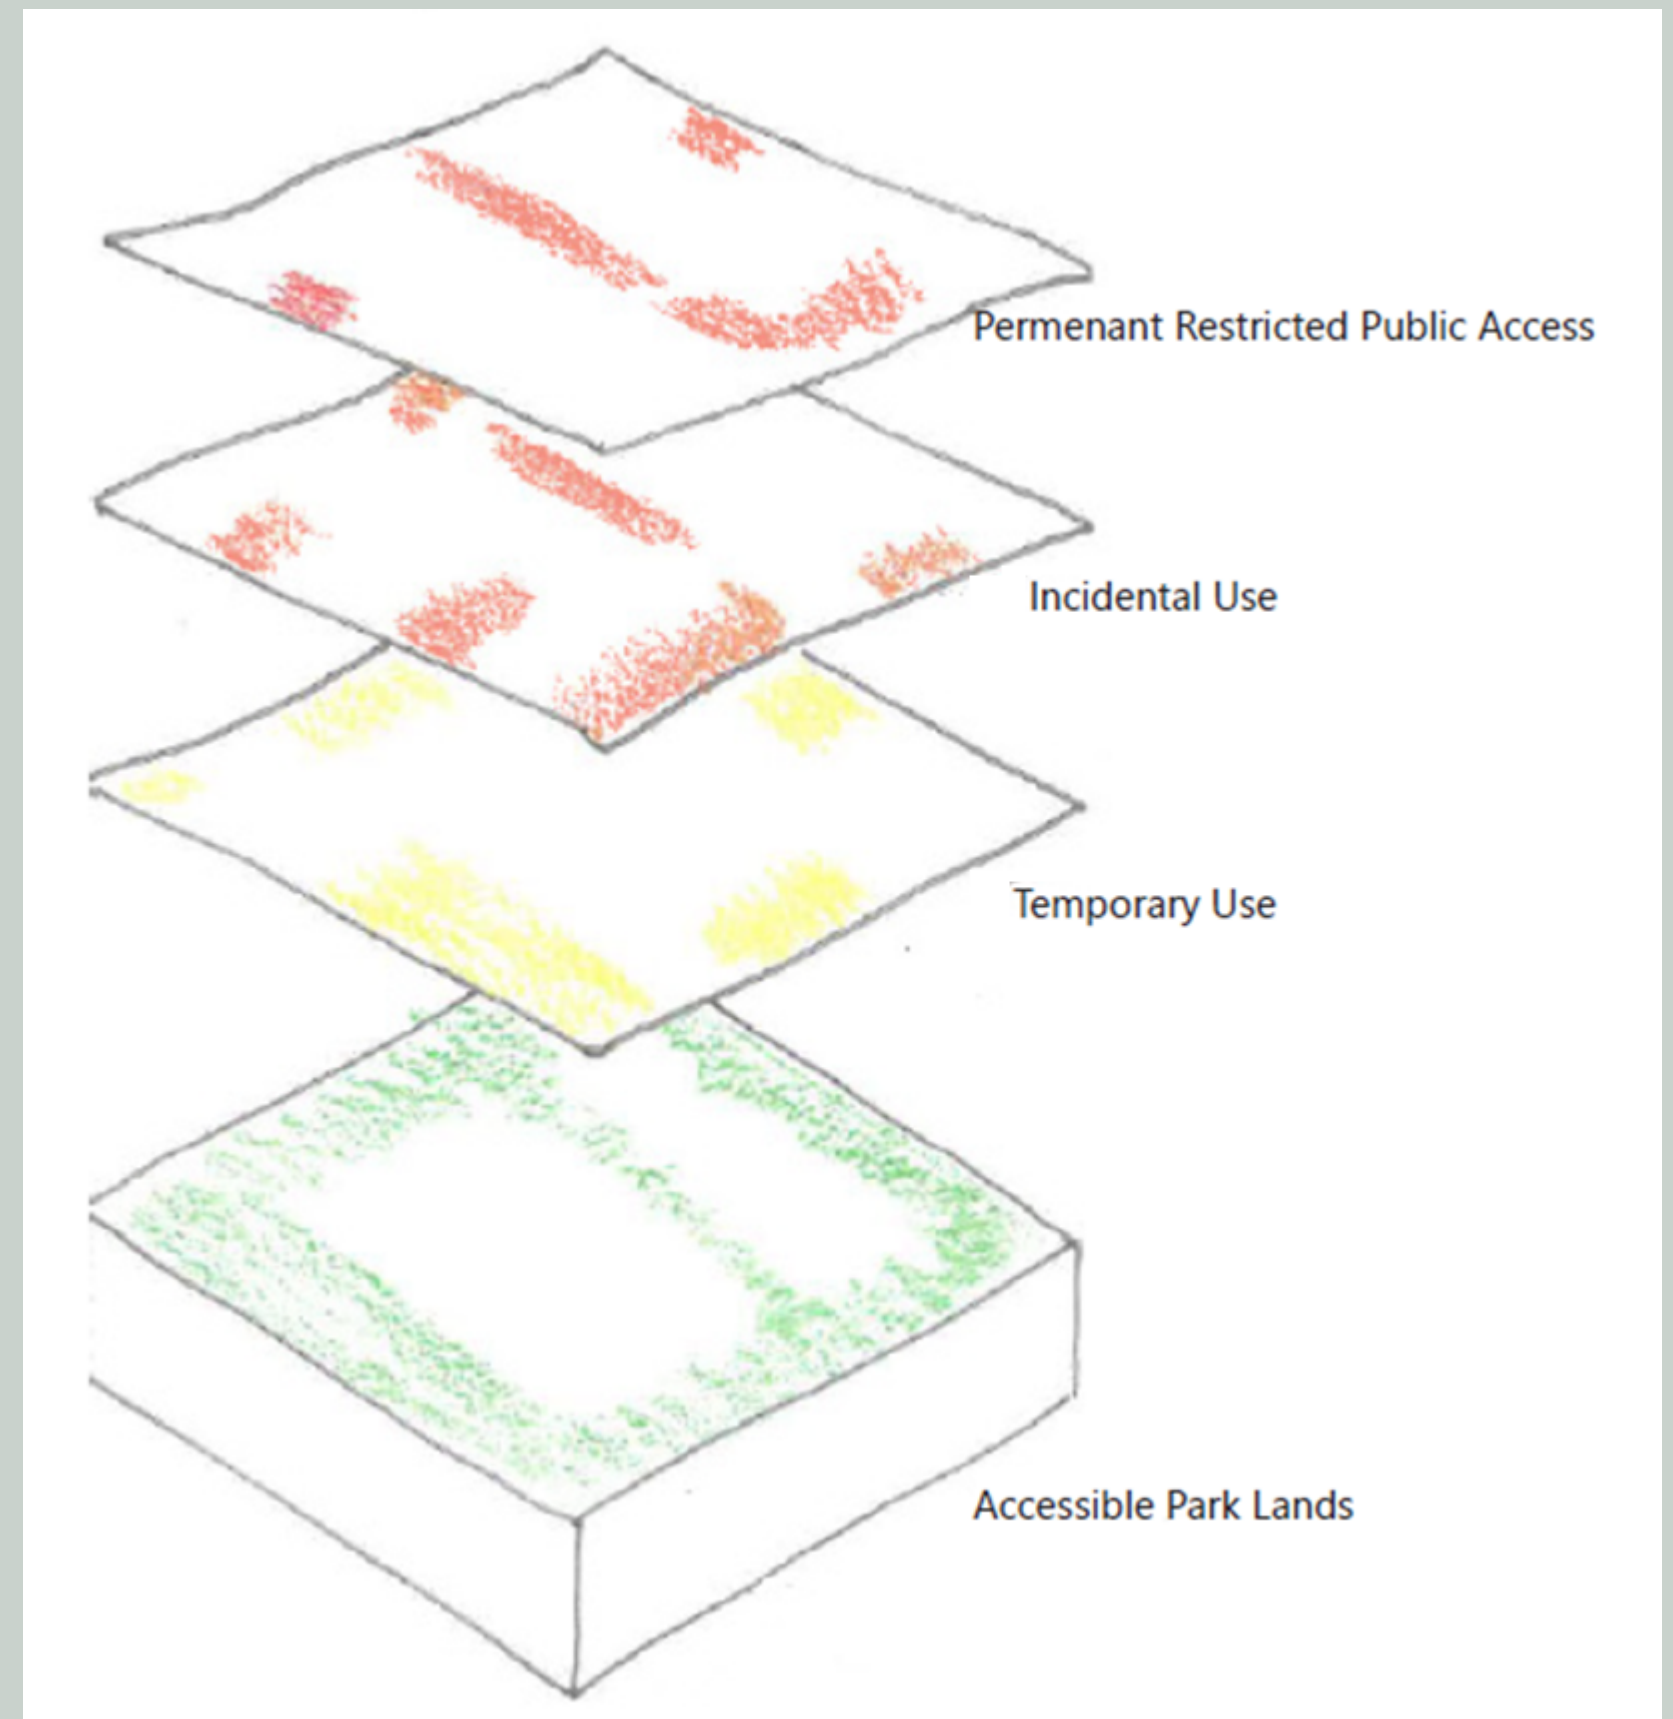 Permenant Restricted Public Access
Incidental Use
Temporary Use
Accessible Park Lands